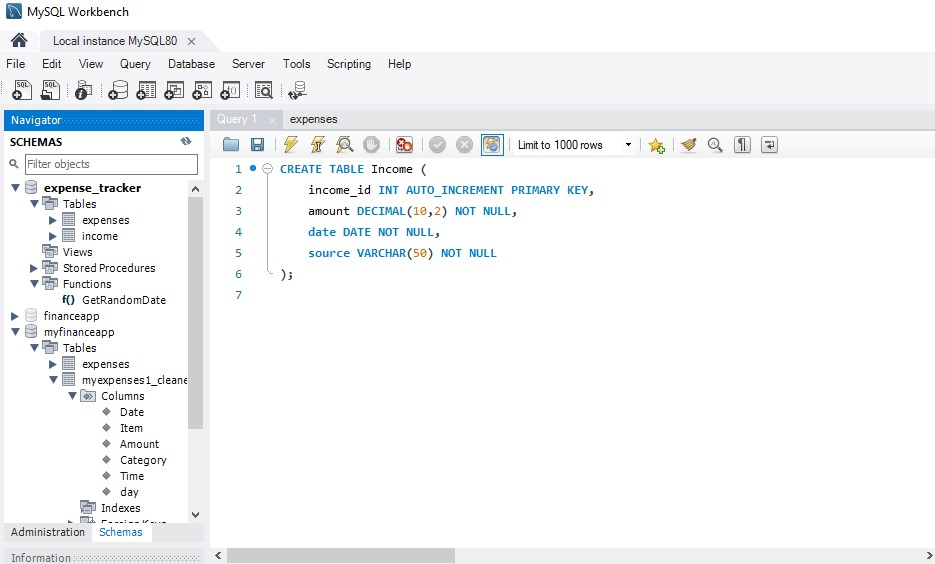 MySQL Workbench
Local instance MySQL80
File Edit View Query Database Server Tools Scripting Help
Navigator
SCHEMAS
Filter objects
expense_tracker
Tables
expenses
income
Views
Stored Procedures
Functions
f() GetRandomDate
financeapp
myfinanceapp
Tables
expenses
myexpenses1_cleane
Columns
Date
Item
Amount
Category
Time
day
Indexes
Foreign Keys
Administration Schemas
Information
Query 1 expenses
Limit to 1000 rows
1 CREATE TABLE Income (
2 income_id INT AUTO_INCREMENT PRIMARY KEY,
3 amount DECIMAL(10,2) NOT NULL,
4 date DATE NOT NULL,
5 source VARCHAR(50) NOT NULL
6 );
7